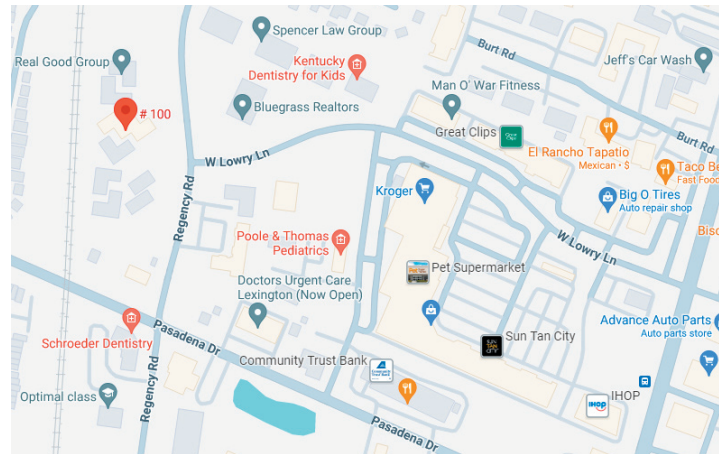 Spencer Law Group
Burt Rd
Jeff's Car Wash
Real Good Group
Kentucky
Dentistry for Kids
Man O' War Fitness
# 100
Bluegrass Realtors
Great Clips
Burt Rd
El Rancho Tapatio
Mexican • $
W Lowry Ln
Taco Be
Fast Food
Regency Rd
Kroger
Big O Tires
Auto repair shop
Poole & Thomas
Pediatrics
W Lowry Ln
Bisc
Pet Supermarket
Doctors Urgent Care
Lexington (Now Open)
Advance Auto Parts
Auto parts store
Schroeder Dentistry
Pasadena Dr
Sun Tan City
Community Trust Bank
Regency Rd
IHOP
Optimal class
IHOP
Pasadena Dr